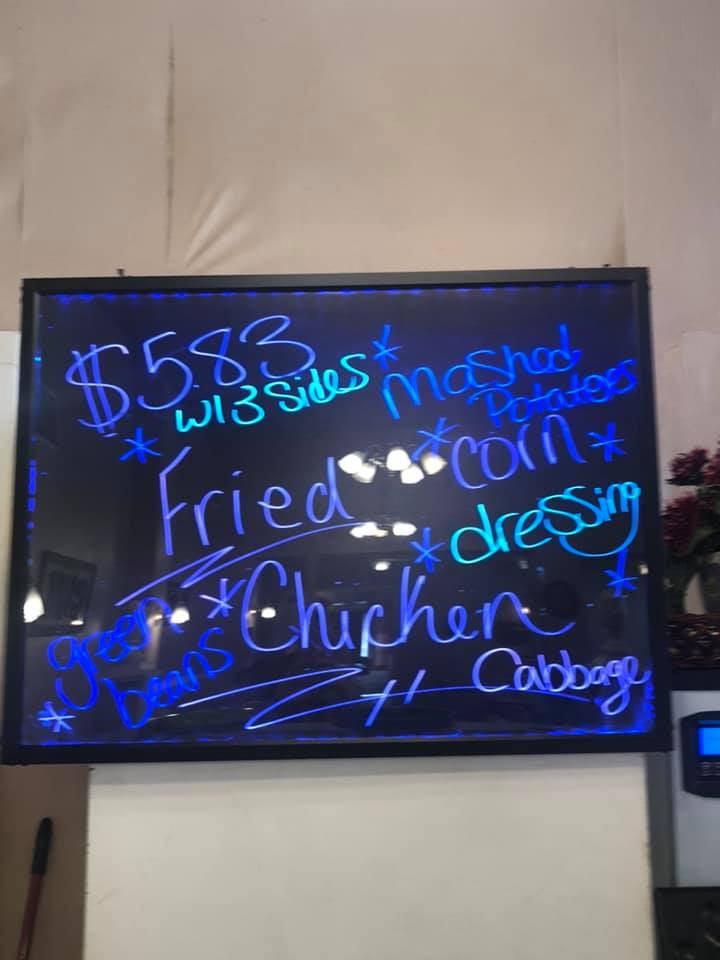 $5.83
w/3 sides
* Mashed
Potatoes
*
Fried
* corn *
* dressing
* Chicken
*
green
beans
*
Cabbage